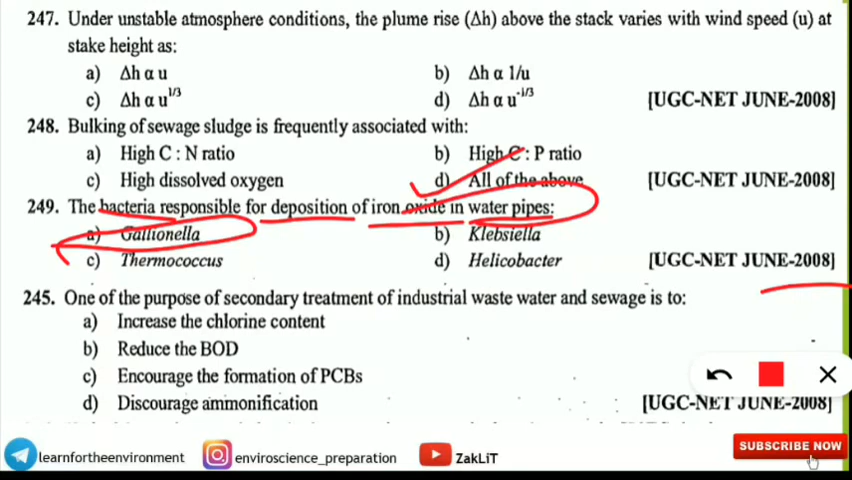 247. Under unstable atmosphere conditions, the plume rise (Δh) above the stack varies with wind speed (u) at
stake height as:
a) Δh α u b) Δh α 1/u
c) Δh α u^1/3 d) Δh α u^-1/3 [UGC-NET JUNE-2008]
248. Bulking of sewage sludge is frequently associated with:
a) High C : N ratio b) High C : P ratio
c) High dissolved oxygen d) All of the above [UGC-NET JUNE-2008]
249. The bacteria responsible for deposition of iron oxide in water pipes:
a) Gallionella b) Klebsiella
c) Thermococcus d) Helicobacter [UGC-NET JUNE-2008]
245. One of the purpose of secondary treatment of industrial waste water and sewage is to:
a) Increase the chlorine content
b) Reduce the BOD
c) Encourage the formation of PCBs
d) Discourage ammonification [UGC-NET JUNE-2008]
learnfortheenvironment enviroscience_preparation ZakLiT SUBSCRIBE NOW